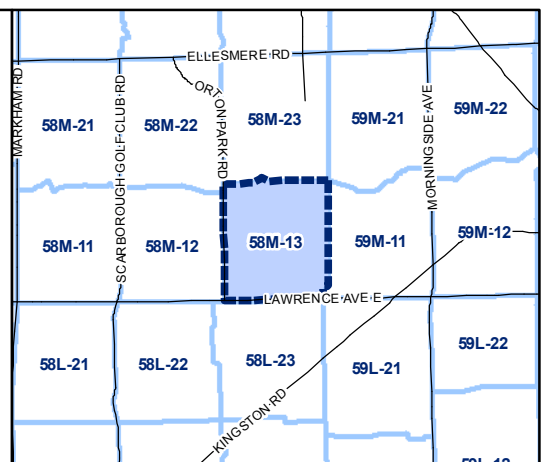 ELLESMERE RD
MARKHAM RD
SCARBOROUGH GOLF CLUB RD
ORTON PARK RD
MORNINGSIDE AVE
58M-21
58M-22
58M-23
59M-21
59M-22
58M-11
58M-12
58M-13
59M-11
59M-12
LAWRENCE AVE E
58L-21
58L-22
58L-23
59L-21
59L-22
KINGSTON RD